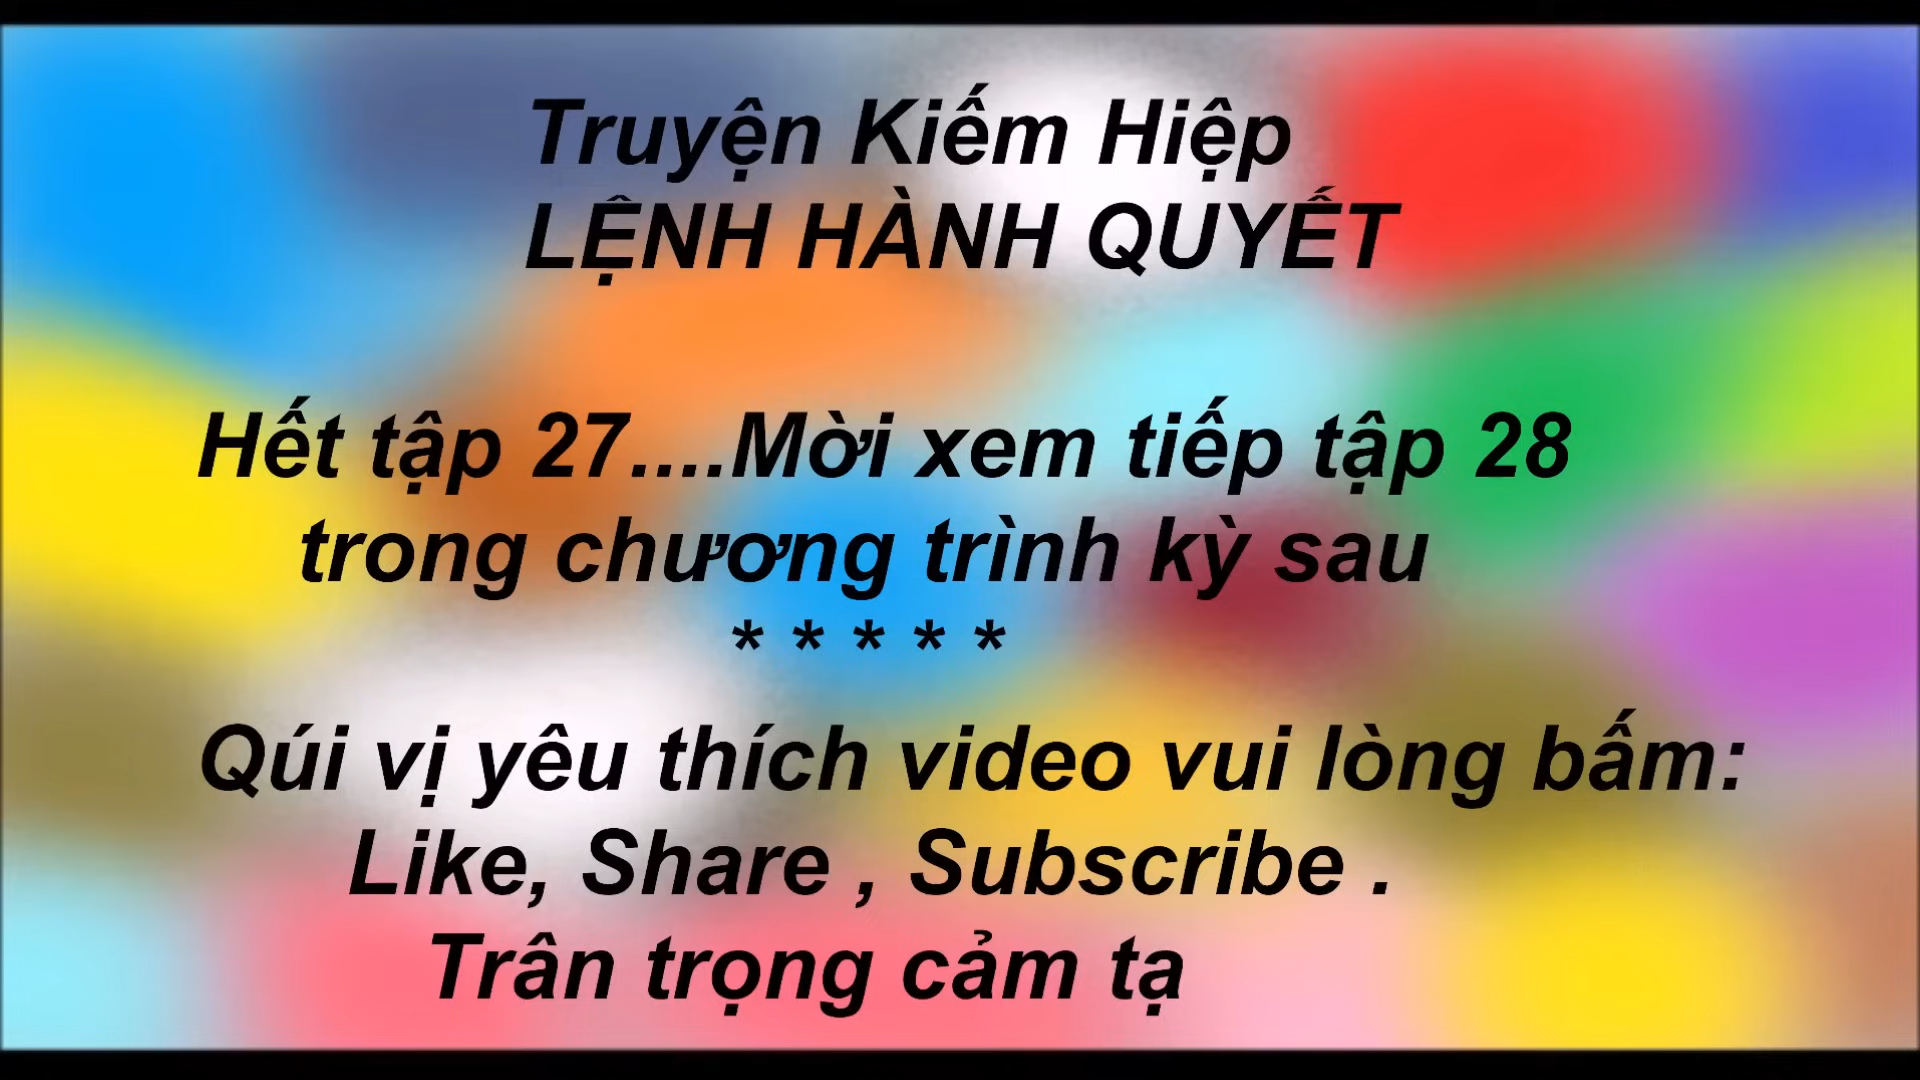 Truyện Kiếm Hiệp
LỆNH HÀNH QUYẾT
Hết tập 27....Mời xem tiếp tập 28
trong chương trình kỳ sau
* * * * *
Qúi vị yêu thích video vui lòng bấm:
Like, Share , Subscribe .
Trân trọng cảm tạ